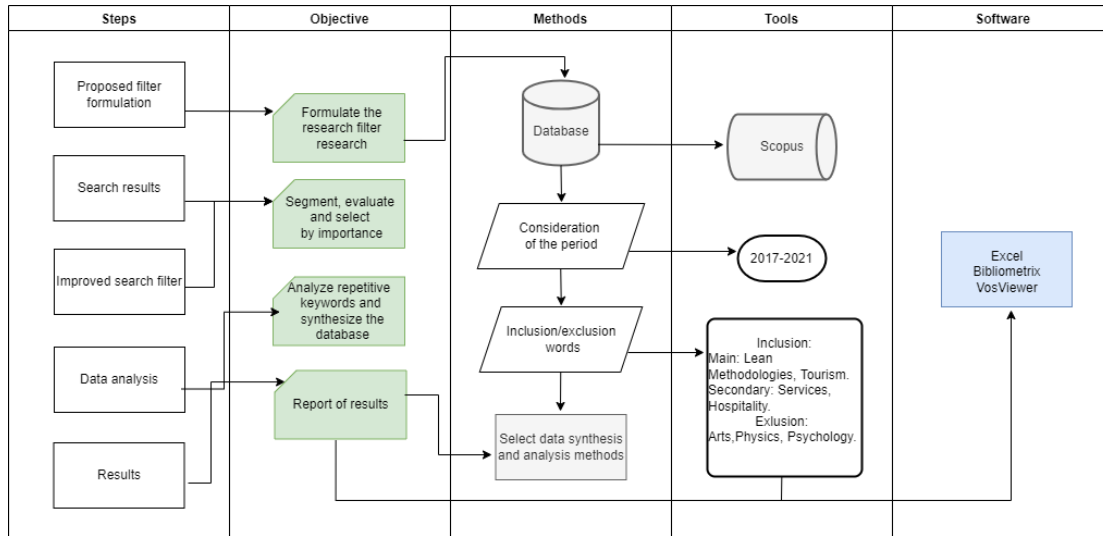 Steps
Objective
Methods
Tools
Software
Proposed filter
formulation
Search results
Improved search filter
Data analysis
Results
Formulate the
research filter
research
Segment, evaluate
and select
by importance
Analyze repetitive
keywords and
synthesize the
database
Report of results
Database
Consideration
of the period
Inclusion/exclusion
words
Select data synthesis
and analysis methods
Scopus
2017-2021
Inclusion:
Main: Lean
Methodologies, Tourism.
Secondary: Services,
Hospitality.
Exlusion:
Arts,Physics, Psychology.
Excel
Bibliometrix
VosViewer